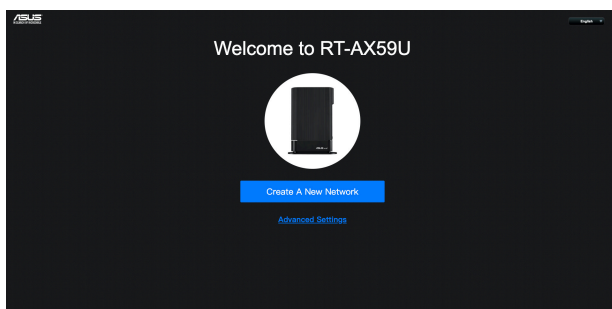 ASUS
English
Welcome to RT-AX59U
Create A New Network
Advanced Settings